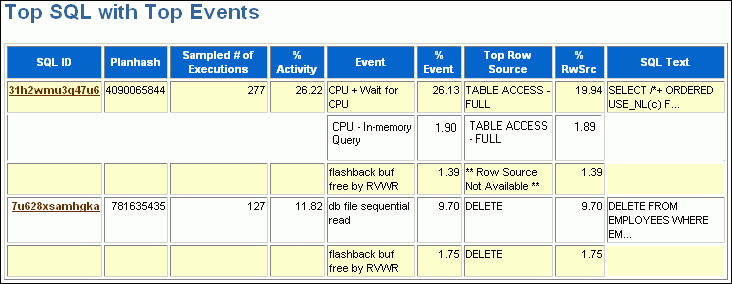 Top SQL with Top Events
SQL ID Planhash Sampled # of Executions % Activity Event % Event Top Row Source % RwSrc SQL Text
31h2wmu3q47u6 4090065844 277 26.22 CPU + Wait for CPU 26.13 TABLE ACCESS - FULL 19.94 SELECT /*+ ORDERED USE_NL(c) F...
CPU - In-memory Query 1.90 TABLE ACCESS - FULL 1.89
flashback buf free by RVWR 1.39 ** Row Source Not Available ** 1.39
7u628xsamhgka 781635435 127 11.82 db file sequential read 9.70 DELETE 9.70 DELETE FROM EMPLOYEES WHERE EM...
flashback buf free by RVWR 1.75 DELETE 1.75